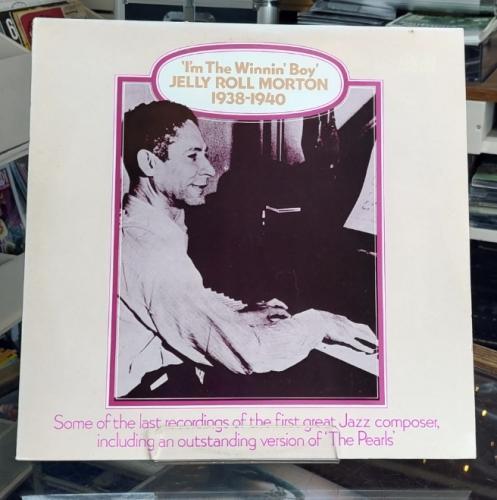 'I'm The Winnin' Boy'
JELLY ROLL MORTON
1938-1940
Some of the last recordings of the first great Jazz composer,
including an outstanding version of 'The Pearls'